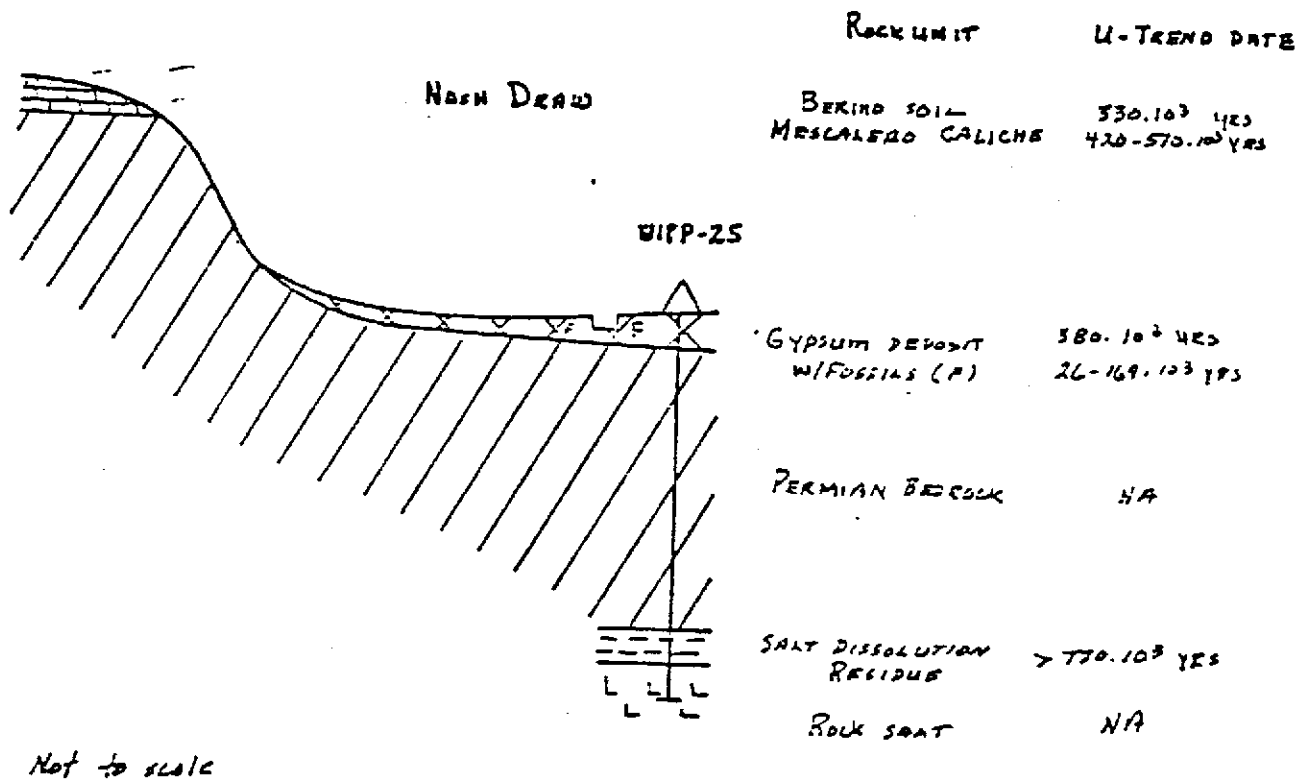 ROCK UNIT U-TREND DATE
NASH DRAW
BERINO SOIL 330.10³ YRS
MESCALERO CALICHE 420-570.10³ YRS
WIPP-25
GYPSUM DEPOSIT 380.10³ YRS
W/FOSSILS (F) 26-169.10³ YRS
F F
PERMIAN BEDROCK NA
SALT DISSOLUTION > 770.10³ YRS
RESIDUE
L L L
L L
ROCK SALT NA
Not to scale